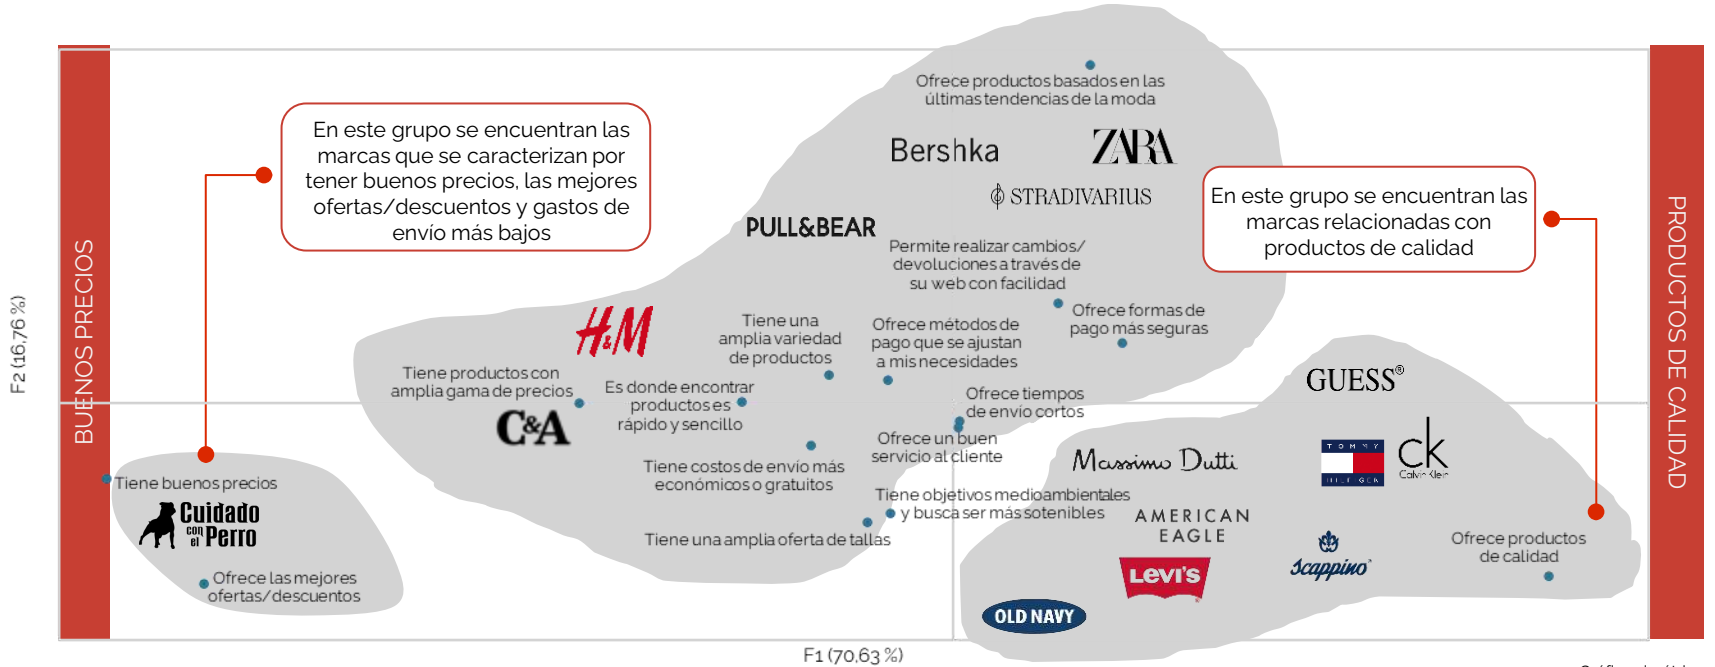 BUENOS PRECIOS
F2 (16,76 %)
En este grupo se encuentran las
marcas que se caracterizan por
tener buenos precios, las mejores
ofertas/descuentos y gastos de
envío más bajos
Ofrece productos basados en las
últimas tendencias de la moda
Bershka
ZARA
STRADIVARIUS
PULL&BEAR
En este grupo se encuentran las
marcas relacionadas con
productos de calidad
PRODUCTOS DE CALIDAD
Permite realizar cambios/
devoluciones a través de
su web con facilidad
Ofrece formas de
pago más seguras
H&M
Tiene una
amplia variedad
de productos
Ofrece métodos de
pago que se ajustan
a mis necesidades
Tiene productos con
amplia gama de precios
C&A
Es donde encontrar
productos es
rápido y sencillo
Ofrece tiempos
de envío cortos
Ofrece un buen
servicio al cliente
Tiene costos de envío más
económicos o gratuitos
Tiene objetivos medioambientales
y busca ser más sotenibles
Tiene una amplia oferta de tallas
Tiene buenos precios
Cuidado
con
el Perro
Ofrece las mejores
ofertas/descuentos
GUESS®
Massimo Dutti
TOMMY
HILFIGER
ck
Calvin Klein
AMERICAN
EAGLE
LEVI'S
Scappino
OLD NAVY
Ofrece productos
de calidad
F1 (70,63 %)